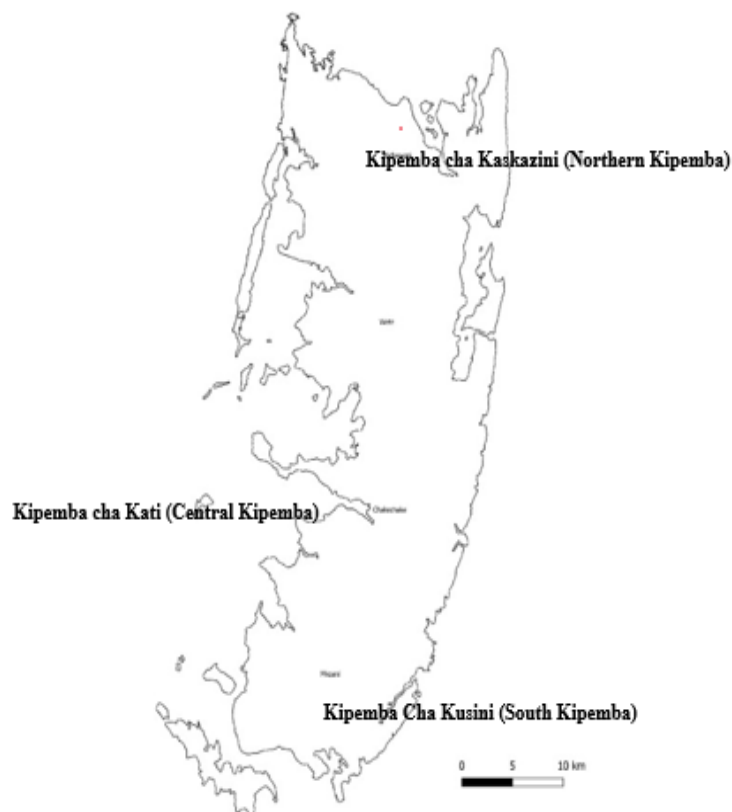 Kipemba cha Kaskazini (Northern Kipemba)
Kipemba cha Kati (Central Kipemba)
Chakechake
Kipemba Cha Kusini (South Kipemba)
0 5 10 km